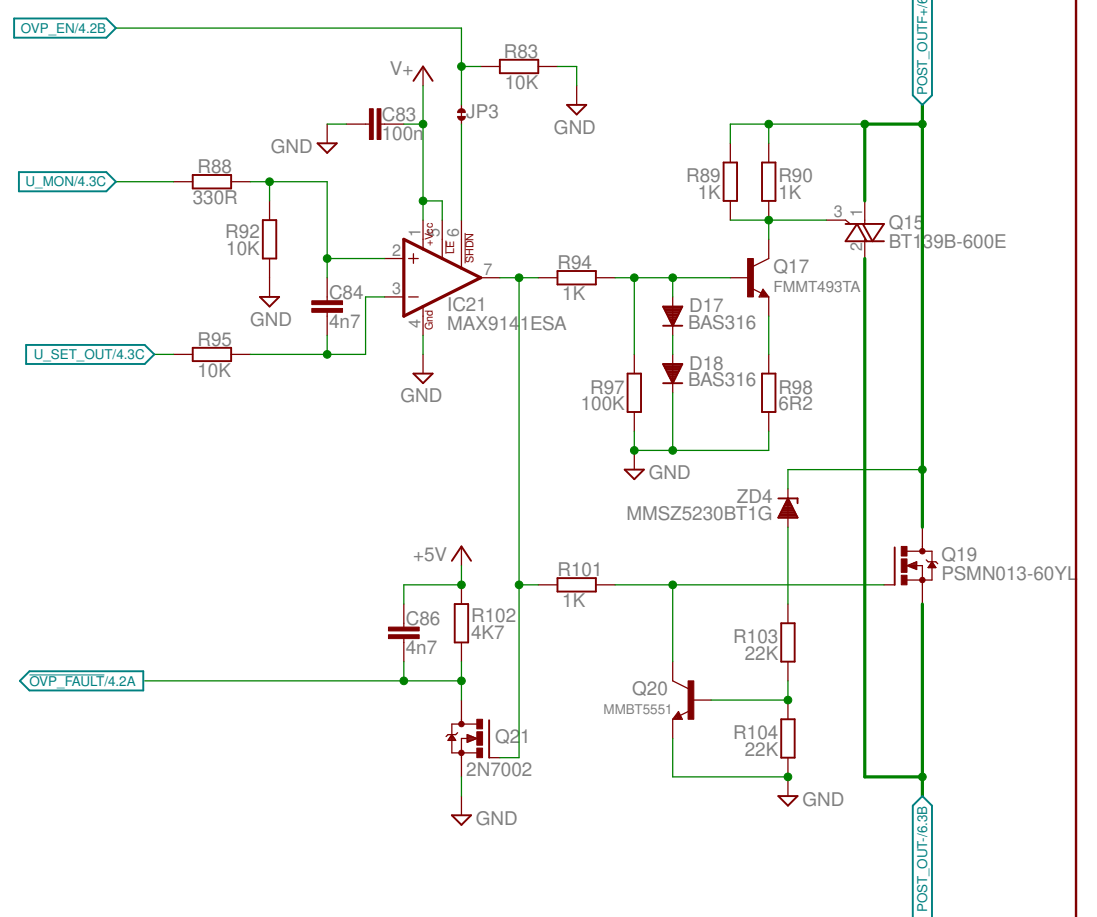 POST_OUTF+/6
OVP_EN/4.2B
R83
10K
GND
V+
C83
100n
GND
JP3
U_MON/4.3C
R88
330R
R92
10K
GND
C84
4n7
U_SET_OUT/4.3C
R95
10K
1
+Vcc
5
LE
6
SHDN
2
+
3
−
7
4
Gnd
IC21
MAX9141ESA
GND
R89
1K
R90
1K
3
1
2
Q15
BT139B-600E
R94
1K
Q17
FMMT493TA
D17
BAS316
D18
BAS316
R97
100K
R98
6R2
GND
ZD4
MMSZ5230BT1G
Q19
PSMN013-60YL
+5V
R101
1K
C86
4n7
R102
4K7
OVP_FAULT/4.2A
Q21
2N7002
GND
Q20
MMBT5551
R103
22K
R104
22K
GND
POST_OUT-/6.3B